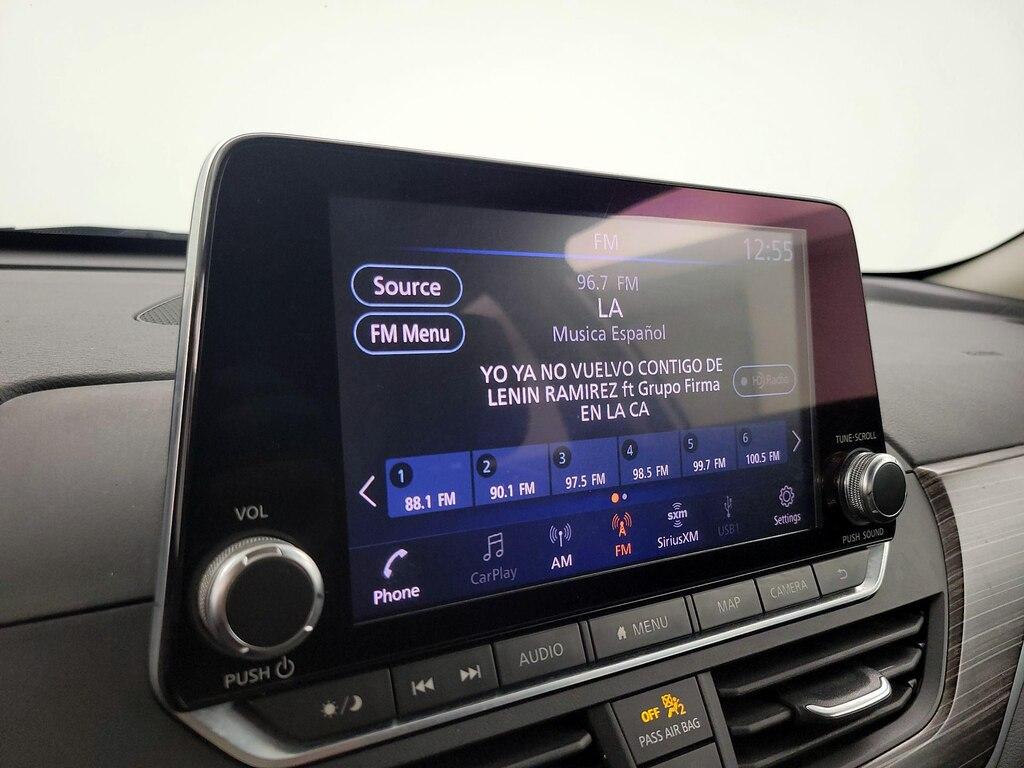 FM
12:55
Source
96.7 FM
LA
FM Menu
Musica Español
YO YA NO VUELVO CONTIGO DE
LENIN RAMIREZ ft Grupo Firma
EN LA CA
HD Radio
1
88.1 FM
2
90.1 FM
3
97.5 FM
4
98.5 FM
5
99.7 FM
6
100.5 FM
Phone
CarPlay
AM
FM
sxm
SiriusXM
USB1
Settings
VOL
PUSH
TUNE·SCROLL
PUSH SOUND
AUDIO
MENU
MAP
CAMERA
OFF 2
PASS AIR BAG